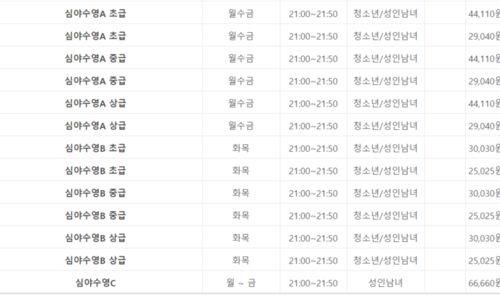 심야수영A 초급 월수금 21:00~21:50 청소년/성인남녀 44,110원
심야수영A 초급 월수금 21:00~21:50 청소년/성인남녀 29,040원
심야수영A 중급 월수금 21:00~21:50 청소년/성인남녀 44,110원
심야수영A 중급 월수금 21:00~21:50 청소년/성인남녀 29,040원
심야수영A 상급 월수금 21:00~21:50 청소년/성인남녀 44,110원
심야수영A 상급 월수금 21:00~21:50 청소년/성인남녀 29,040원
심야수영B 초급 화목 21:00~21:50 청소년/성인남녀 30,030원
심야수영B 초급 화목 21:00~21:50 청소년/성인남녀 25,025원
심야수영B 중급 화목 21:00~21:50 청소년/성인남녀 30,030원
심야수영B 중급 화목 21:00~21:50 청소년/성인남녀 25,025원
심야수영B 상급 화목 21:00~21:50 청소년/성인남녀 30,030원
심야수영B 상급 화목 21:00~21:50 청소년/성인남녀 25,025원
심야수영C 월 ~ 금 21:00~21:50 성인남녀 66,660원